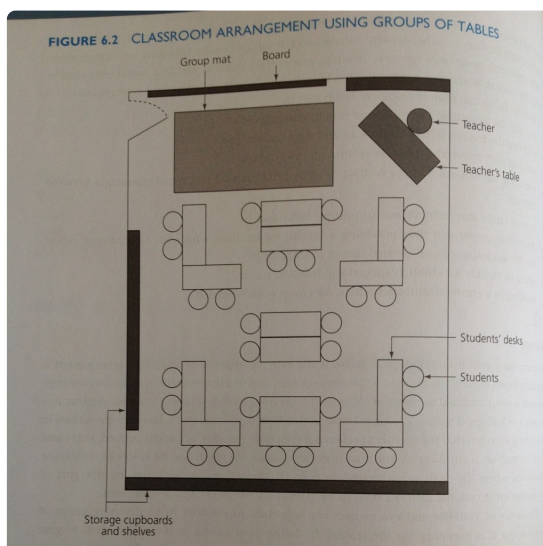 FIGURE 6.2 CLASSROOM ARRANGEMENT USING GROUPS OF TABLES
Group mat
Board
Teacher
Teacher's table
Students' desks
Students
Storage cupboards
and shelves